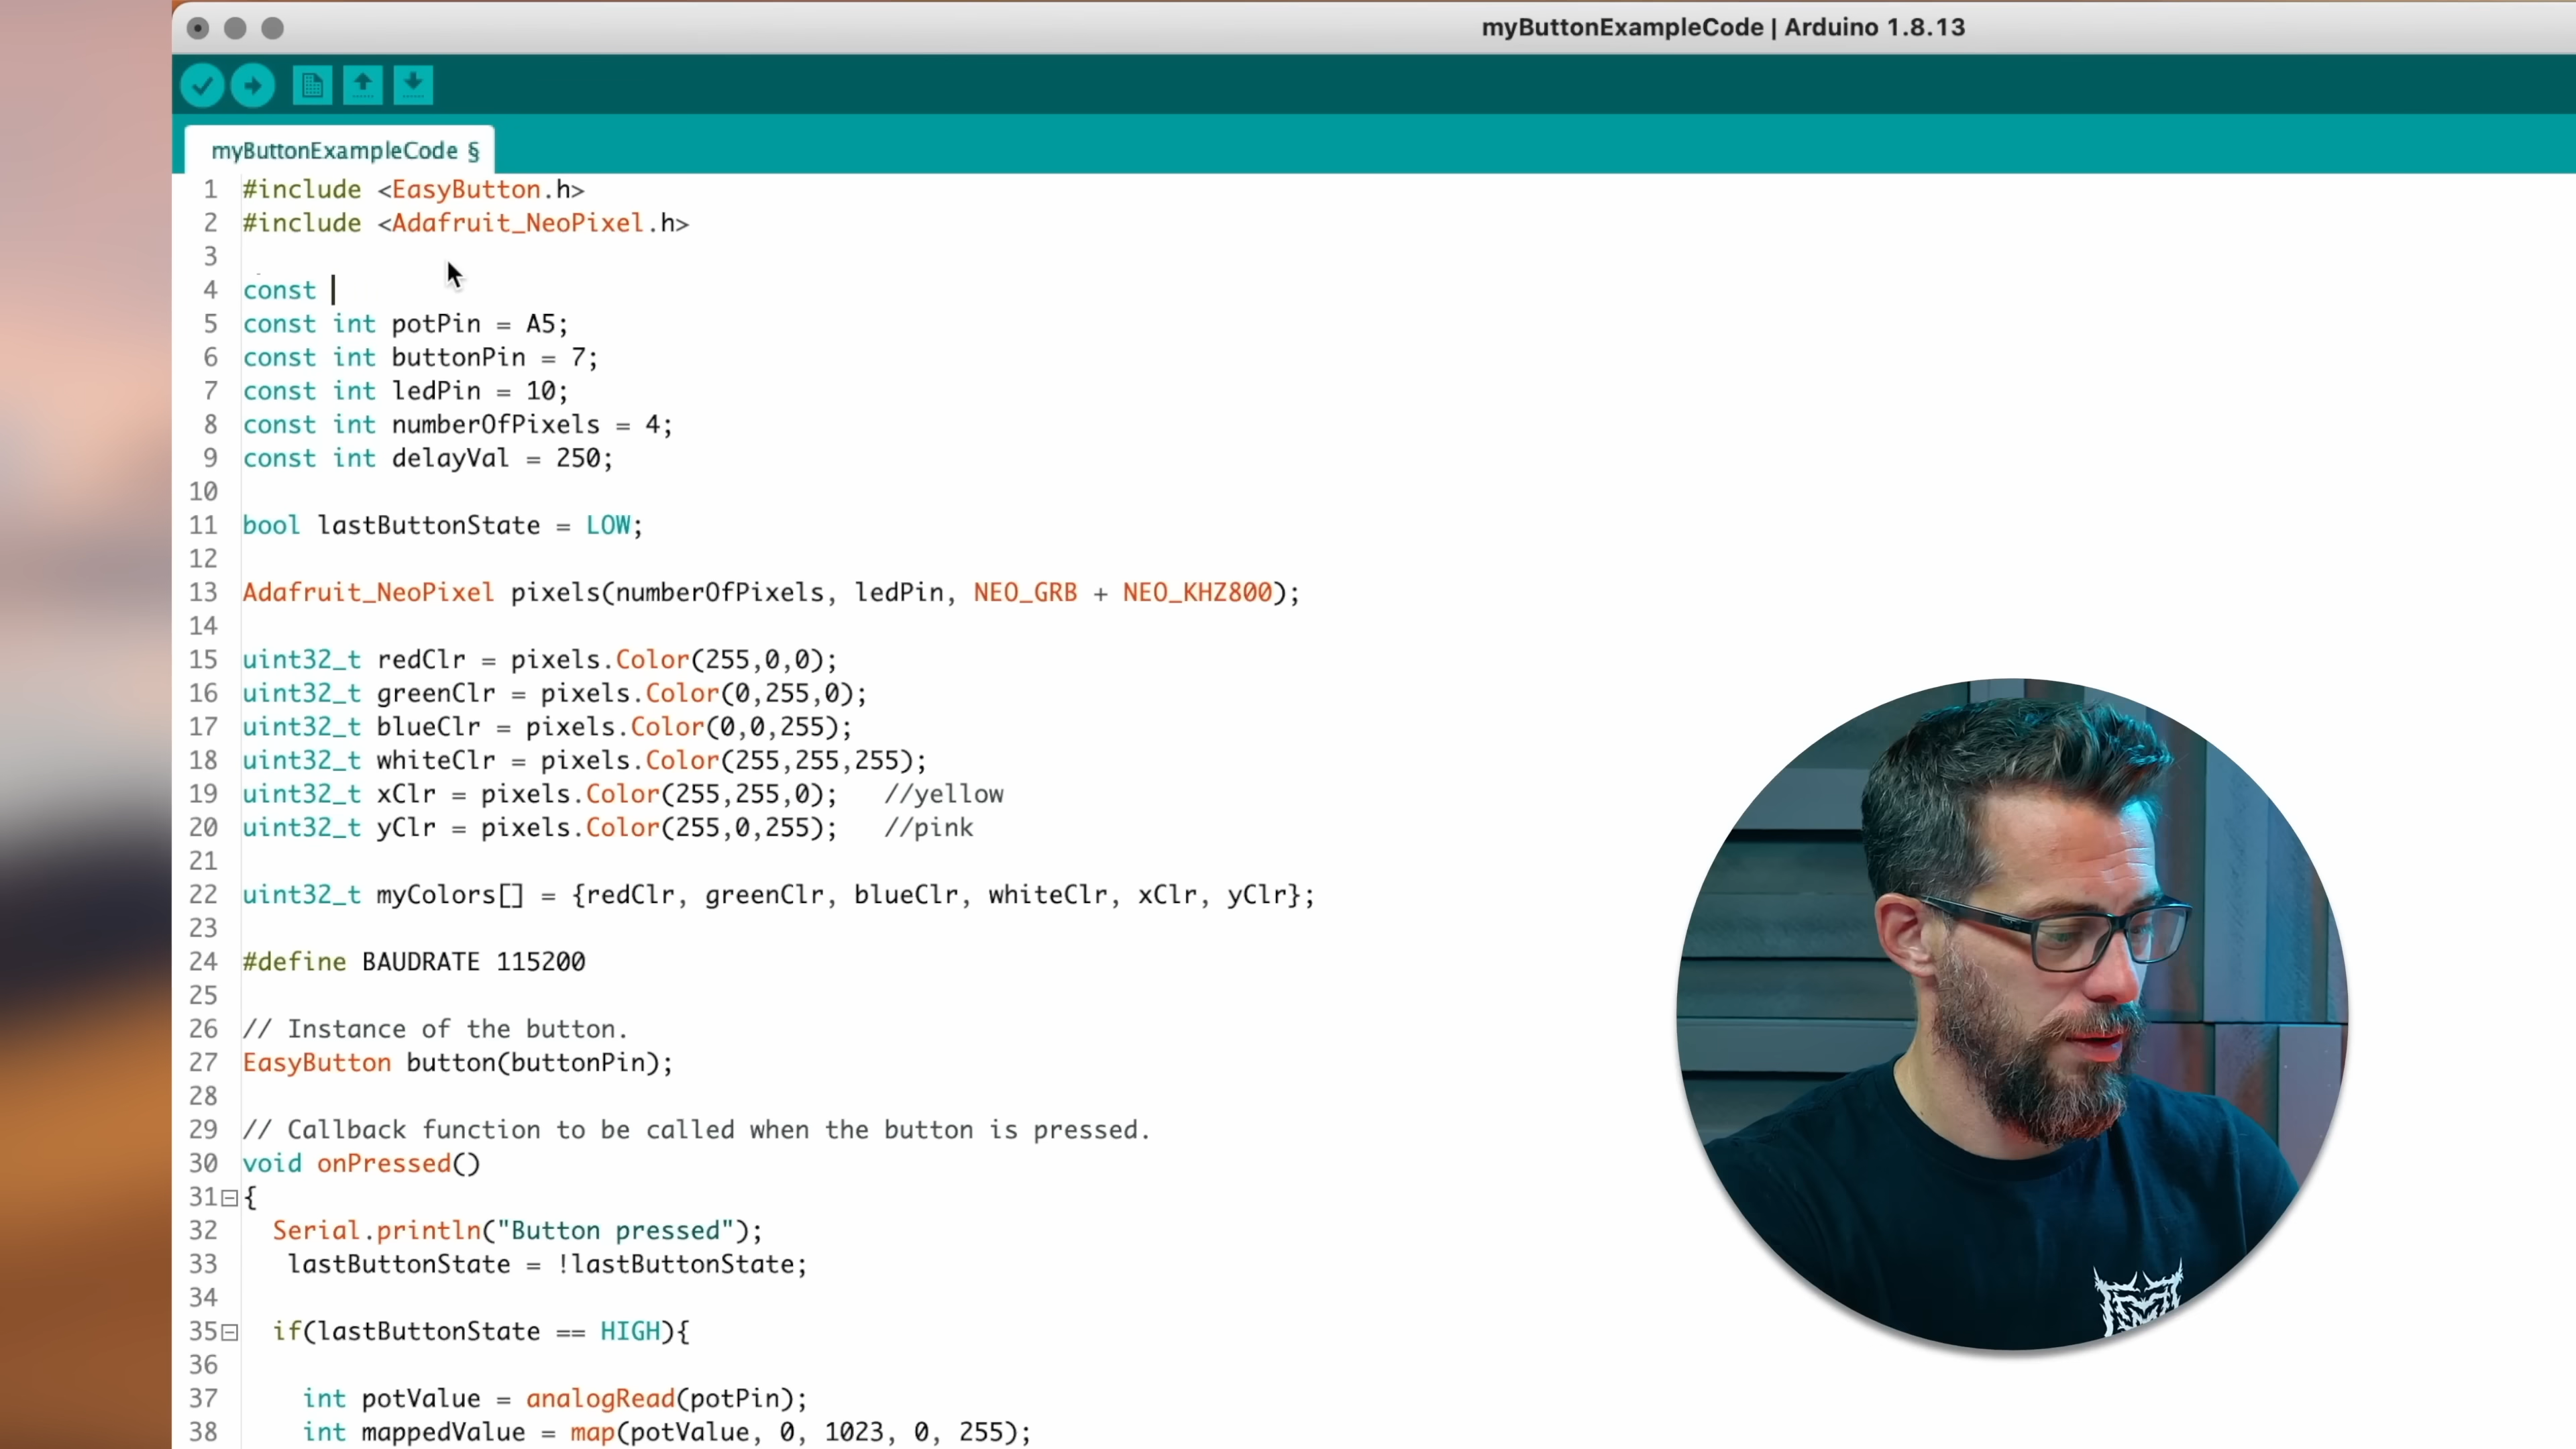 myButtonExampleCode | Arduino 1.8.13
myButtonExampleCode §
1 #include <EasyButton.h>
2 #include <Adafruit_NeoPixel.h>
3
4 const
5 const int potPin = A5;
6 const int buttonPin = 7;
7 const int ledPin = 10;
8 const int numberOfPixels = 4;
9 const int delayVal = 250;
10
11 bool lastButtonState = LOW;
12
13 Adafruit_NeoPixel pixels(numberOfPixels, ledPin, NEO_GRB + NEO_KHZ800);
14
15 uint32_t redClr = pixels.Color(255,0,0);
16 uint32_t greenClr = pixels.Color(0,255,0);
17 uint32_t blueClr = pixels.Color(0,0,255);
18 uint32_t whiteClr = pixels.Color(255,255,255);
19 uint32_t xClr = pixels.Color(255,255,0);   //yellow
20 uint32_t yClr = pixels.Color(255,0,255);   //pink
21
22 uint32_t myColors[] = {redClr, greenClr, blueClr, whiteClr, xClr, yClr};
23
24 #define BAUDRATE 115200
25
26 // Instance of the button.
27 EasyButton button(buttonPin);
28
29 // Callback function to be called when the button is pressed.
30 void onPressed()
31 {
32   Serial.println("Button pressed");
33    lastButtonState = !lastButtonState;
34
35   if(lastButtonState == HIGH){
36
37     int potValue = analogRead(potPin);
38     int mappedValue = map(potValue, 0, 1023, 0, 255);